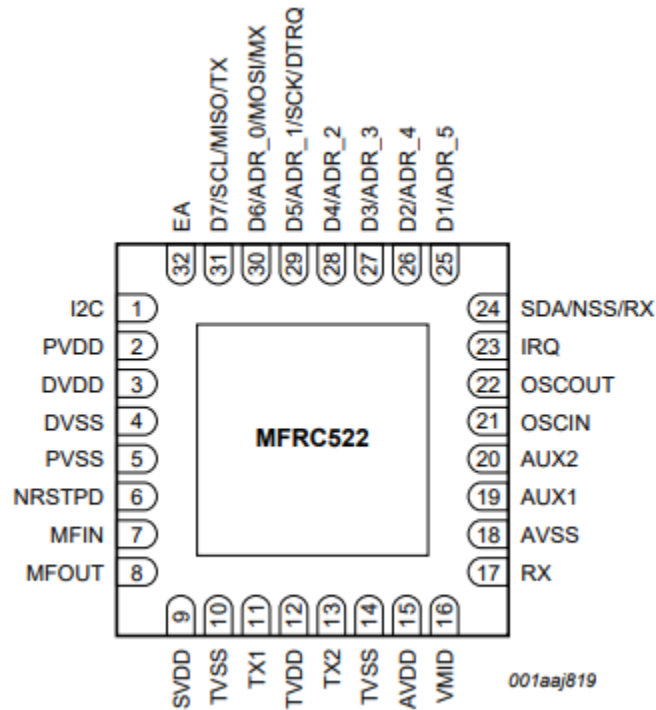 EA
D7/SCL/MISO/TX
D6/ADR_0/MOSI/MX
D5/ADR_1/SCK/DTRQ
D4/ADR_2
D3/ADR_3
D2/ADR_4
D1/ADR_5
32 31 30 29 28 27 26 25
I2C 1
PVDD 2
DVDD 3
DVSS 4
PVSS 5
NRSTPD 6
MFIN 7
MFOUT 8
MFRC522
24 SDA/NSS/RX
23 IRQ
22 OSCOUT
21 OSCIN
20 AUX2
19 AUX1
18 AVSS
17 RX
9 10 11 12 13 14 15 16
SVDD
TVSS
TX1
TVDD
TX2
TVSS
AVDD
VMID
001aaj819